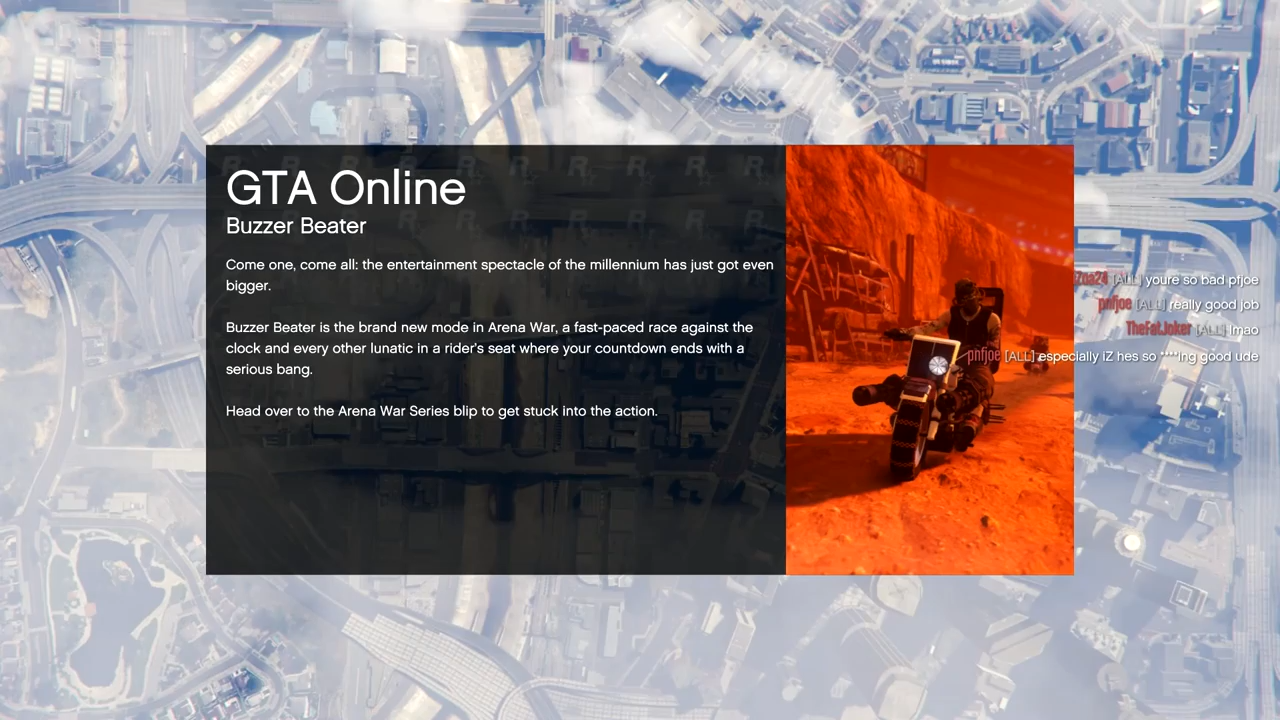 GTA Online
Buzzer Beater
Come one, come all: the entertainment spectacle of the millennium has just got even
bigger.
Buzzer Beater is the brand new mode in Arena War, a fast-paced race against the
clock and every other lunatic in a rider's seat where your countdown ends with a
serious bang.
Head over to the Arena War Series blip to get stuck into the action.
[ALL] youre so bad pfjoe
pnfjoe [ALL] really good job
TheFatJoker [ALL] lmao
pnfjoe [ALL] especially iZ hes so ****ing good ude